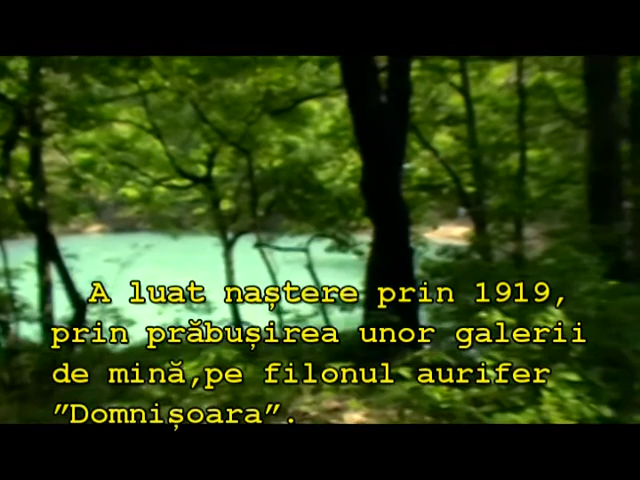 A luat naștere prin 1919,
prin prăbușirea unor galerii
de mină,pe filonul aurifer
”Domnișoara”.